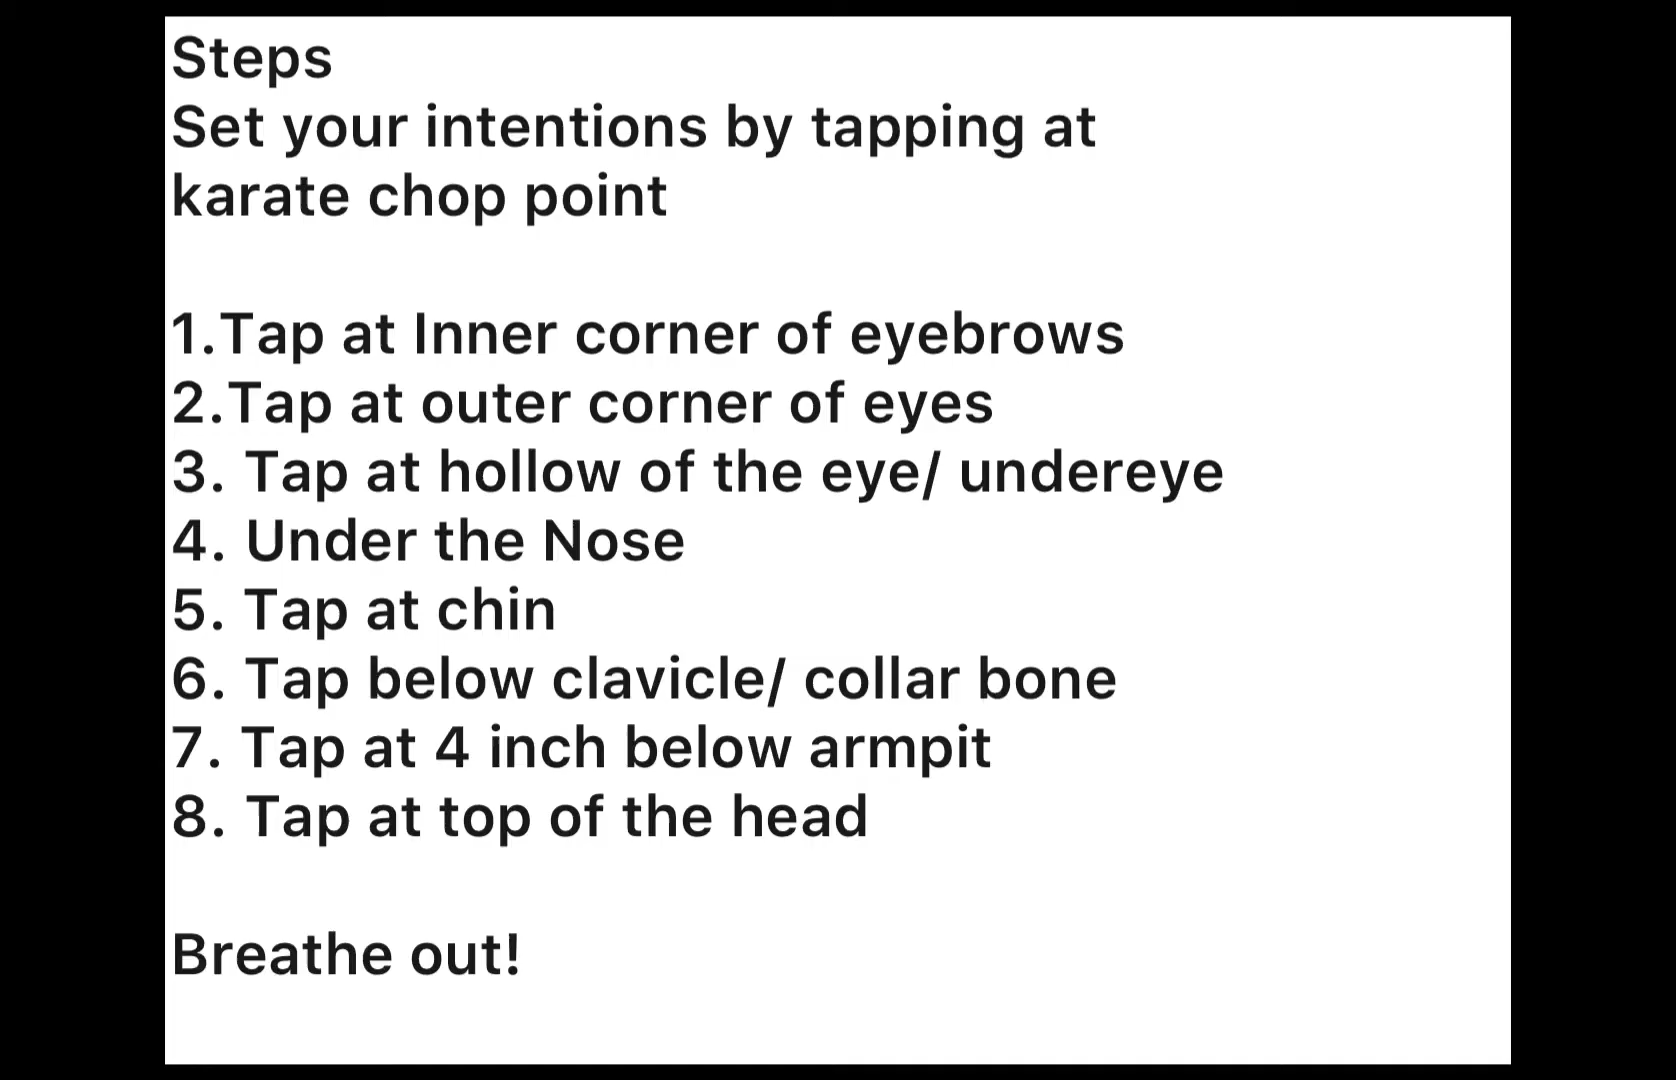 Steps
Set your intentions by tapping at
karate chop point
1.Tap at Inner corner of eyebrows
2.Tap at outer corner of eyes
3. Tap at hollow of the eye/ undereye
4. Under the Nose
5. Tap at chin
6. Tap below clavicle/ collar bone
7. Tap at 4 inch below armpit
8. Tap at top of the head
Breathe out!